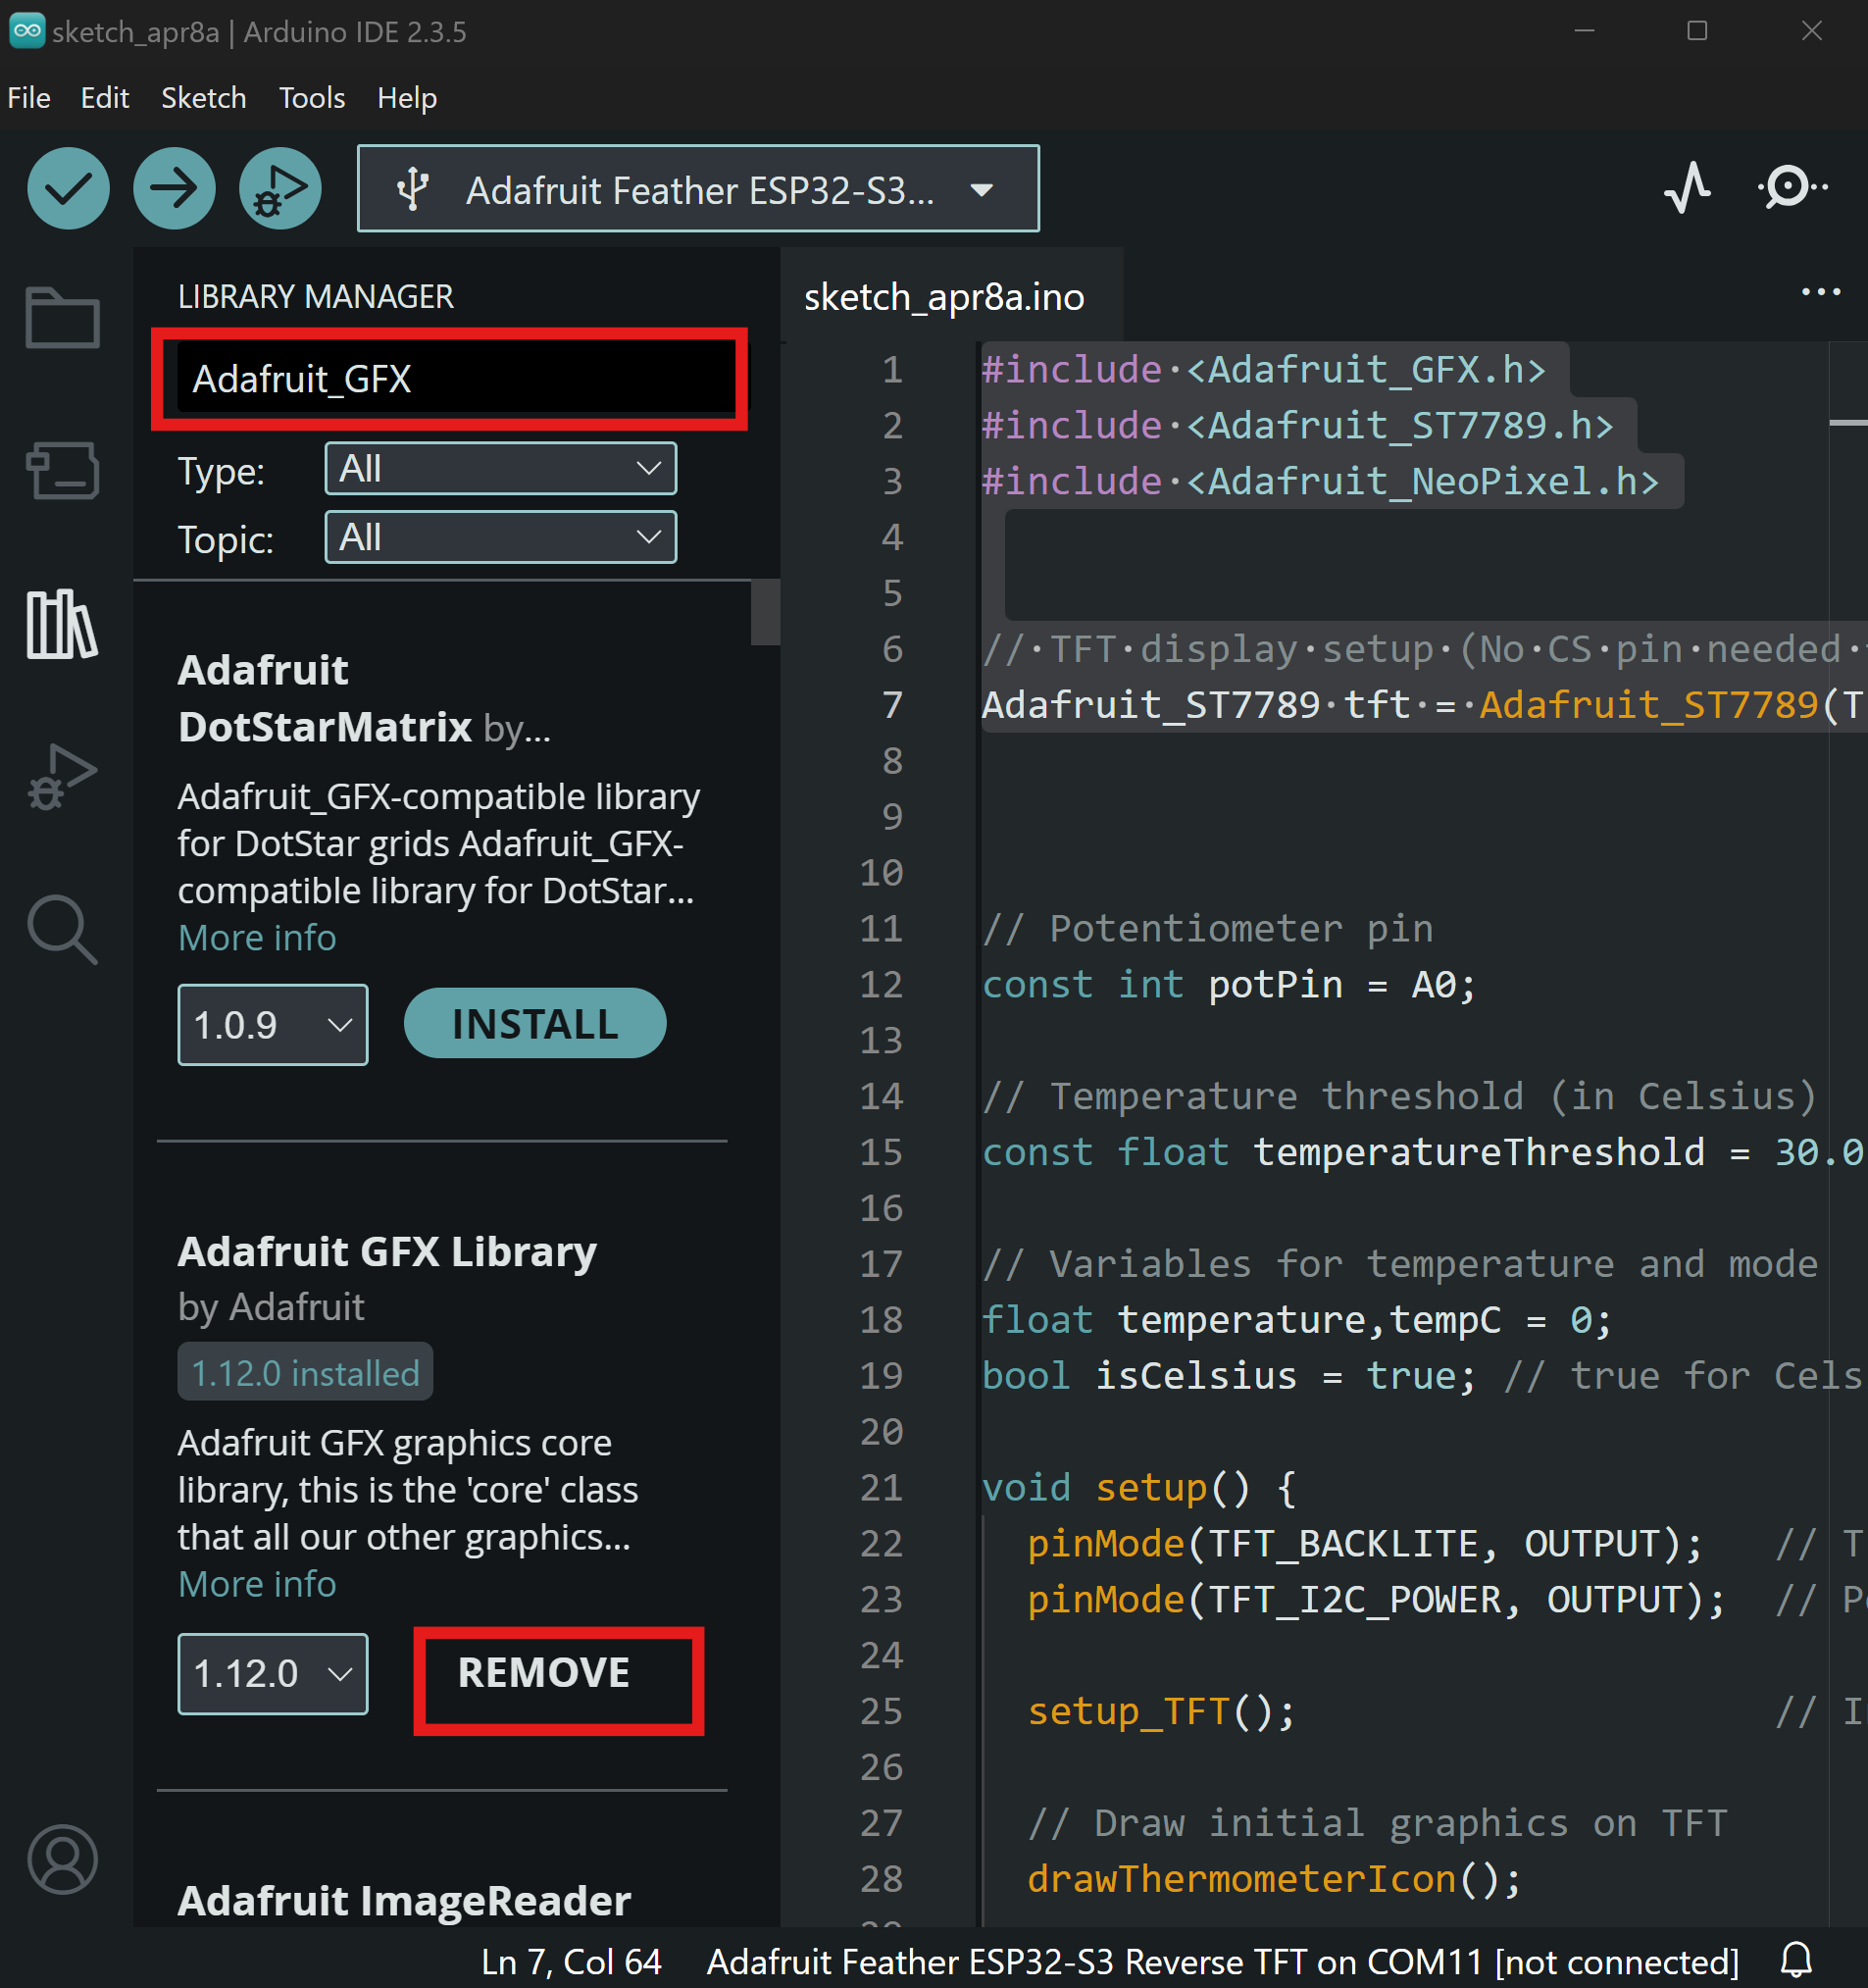 sketch_apr8a | Arduino IDE 2.3.5
File Edit Sketch Tools Help
Adafruit Feather ESP32-S3...
LIBRARY MANAGER
Adafruit_GFX
Type: All
Topic: All
Adafruit
DotStarMatrix by...
Adafruit_GFX-compatible library
for DotStar grids Adafruit_GFX-
compatible library for DotStar...
More info
1.0.9 INSTALL
Adafruit GFX Library
by Adafruit
1.12.0 installed
Adafruit GFX graphics core
library, this is the 'core' class
that all our other graphics...
More info
1.12.0 REMOVE
Adafruit ImageReader
sketch_apr8a.ino
1 #include <Adafruit_GFX.h>
2 #include <Adafruit_ST7789.h>
3 #include <Adafruit_NeoPixel.h>
4
5
6 // TFT display setup (No CS pin needed
7 Adafruit_ST7789 tft = Adafruit_ST7789(T
8
9
10
11 // Potentiometer pin
12 const int potPin = A0;
13
14 // Temperature threshold (in Celsius)
15 const float temperatureThreshold = 30.0
16
17 // Variables for temperature and mode
18 float temperature,tempC = 0;
19 bool isCelsius = true; // true for Cels
20
21 void setup() {
22 pinMode(TFT_BACKLITE, OUTPUT); // T
23 pinMode(TFT_I2C_POWER, OUTPUT); // P
24
25 setup_TFT(); // I
26
27 // Draw initial graphics on TFT
28 drawThermometerIcon();
Ln 7, Col 64 Adafruit Feather ESP32-S3 Reverse TFT on COM11 [not connected]